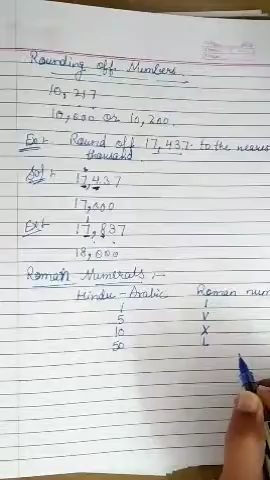 Rounding off Numbers.
10,217
10,000 or 10,200.
Ex:- Round off 17,437. to the nearest
thousand.
Sol:- 17,437
17,000
Ex:- 17,837
18,000
Roman Numerals :-
Hindu-Arabic Roman num
1 I
5 V
10 X
50 L